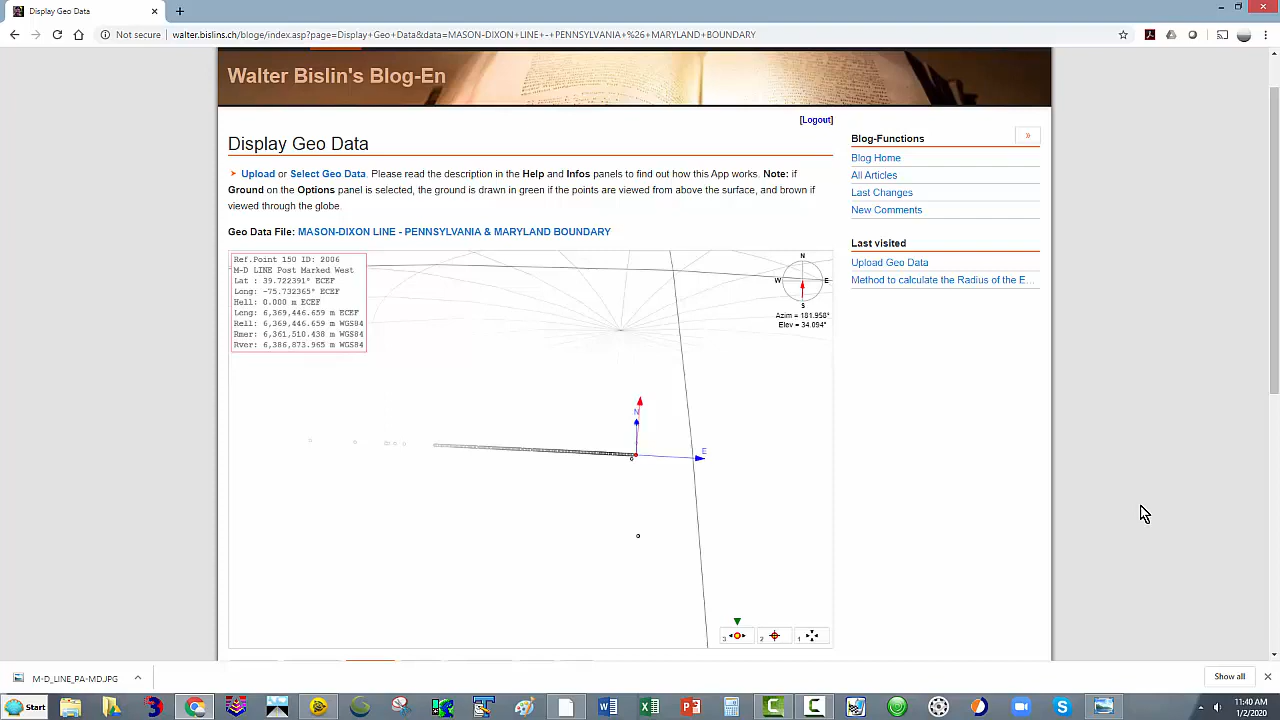 Display Geo Data
Not secure
walter.bislins.ch/bloge/index.asp?page=Display+Geo+Data&data=MASON-DIXON+LINE+-+PENNSYLVANIA+%26+MARYLAND+BOUNDARY
Walter Bislin's Blog-En
[Logout]
Display Geo Data
Upload or Select Geo Data. Please read the description in the Help and Infos panels to find out how this App works. Note: if
Ground on the Options panel is selected, the ground is drawn in green if the points are viewed from above the surface, and brown if
viewed through the globe.
Geo Data File: MASON-DIXON LINE - PENNSYLVANIA & MARYLAND BOUNDARY
Ref.Point 150 ID: 2006
M-D LINE Post Marked West
Lat : 39.722391° ECEF
Long: -75.732365° ECEF
Hell: 0.000 m ECEF
Long: 6,369,446.659 m ECEF
Rell: 6,369,446.659 m WGS84
Rmer: 6,361,510.438 m WGS84
Rver: 6,386,873.965 m WGS84
N
W E
S
Azim = 181.958°
Elev = 34.094°
N
E
3 2 1
Blog-Functions
»
Blog Home
All Articles
Last Changes
New Comments
Last visited
Upload Geo Data
Method to calculate the Radius of the E...
M-D_LINE_PA-MD.JPG
Show all
Start
11:40 AM
1/2/2020